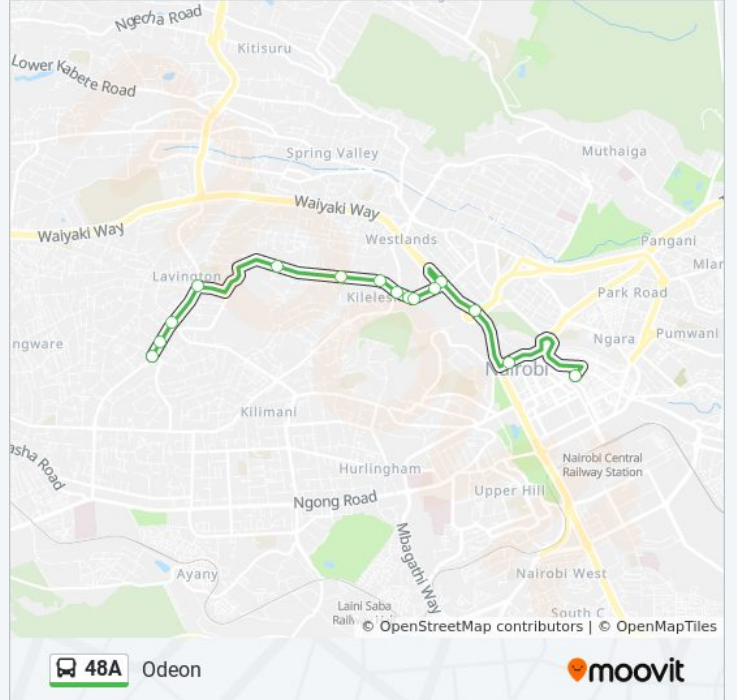 Ngecha Road
Kitisuru
Lower Kabete Road
Spring Valley
Muthaiga
Waiyaki Way
Waiyaki Way
Westlands
Pangani
Lavington
Kileles
Park Road
Ngara
Pumwani
ngware
Nairobi
Kilimani
asha Road
Hurlingham
Nairobi Central
Railway Station
Upper Hill
Ngong Road
Mbagathi Way
Ayany
Nairobi West
Laini Saba
South C
© OpenStreetMap contributors | © OpenMapTiles
48A Odeon
moovit